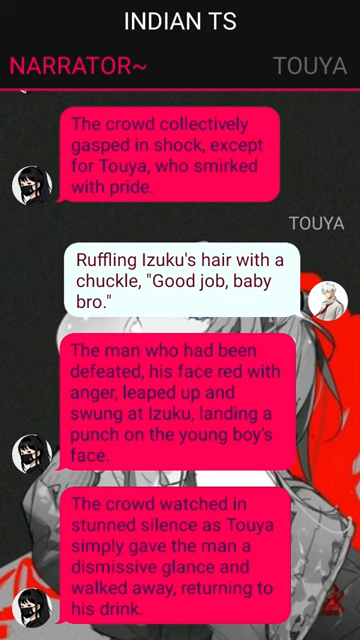 INDIAN TS
NARRATOR~ TOUYA
The crowd collectively
gasped in shock, except
for Touya, who smirked
with pride.
TOUYA
Ruffling Izuku's hair with a
chuckle, "Good job, baby
bro."
The man who had been
defeated, his face red with
anger, leaped up and
swung at Izuku, landing a
punch on the young boy's
face.
The crowd watched in
stunned silence as Touya
simply gave the man a
dismissive glance and
walked away, returning to
his drink.